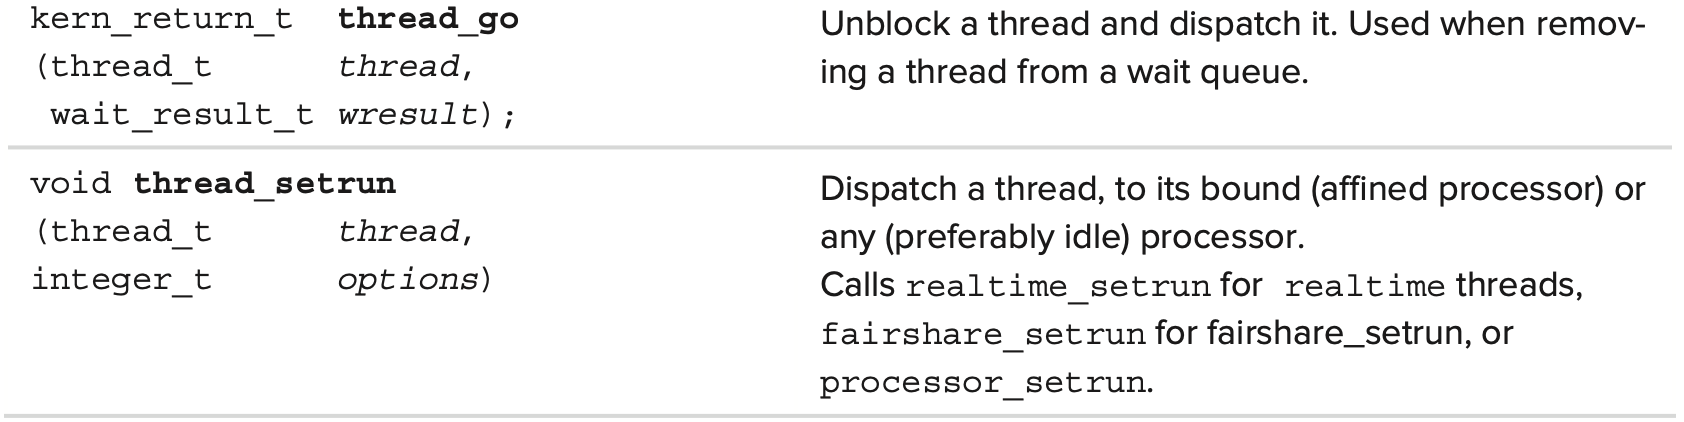 kern_return_t thread_go
(thread_t thread,
wait_result_t wresult);
Unblock a thread and dispatch it. Used when remov-
ing a thread from a wait queue.
void thread_setrun
(thread_t thread,
integer_t options)
Dispatch a thread, to its bound (affined processor) or
any (preferably idle) processor.
Calls realtime_setrun for realtime threads,
fairshare_setrun for fairshare_setrun, or
processor_setrun.